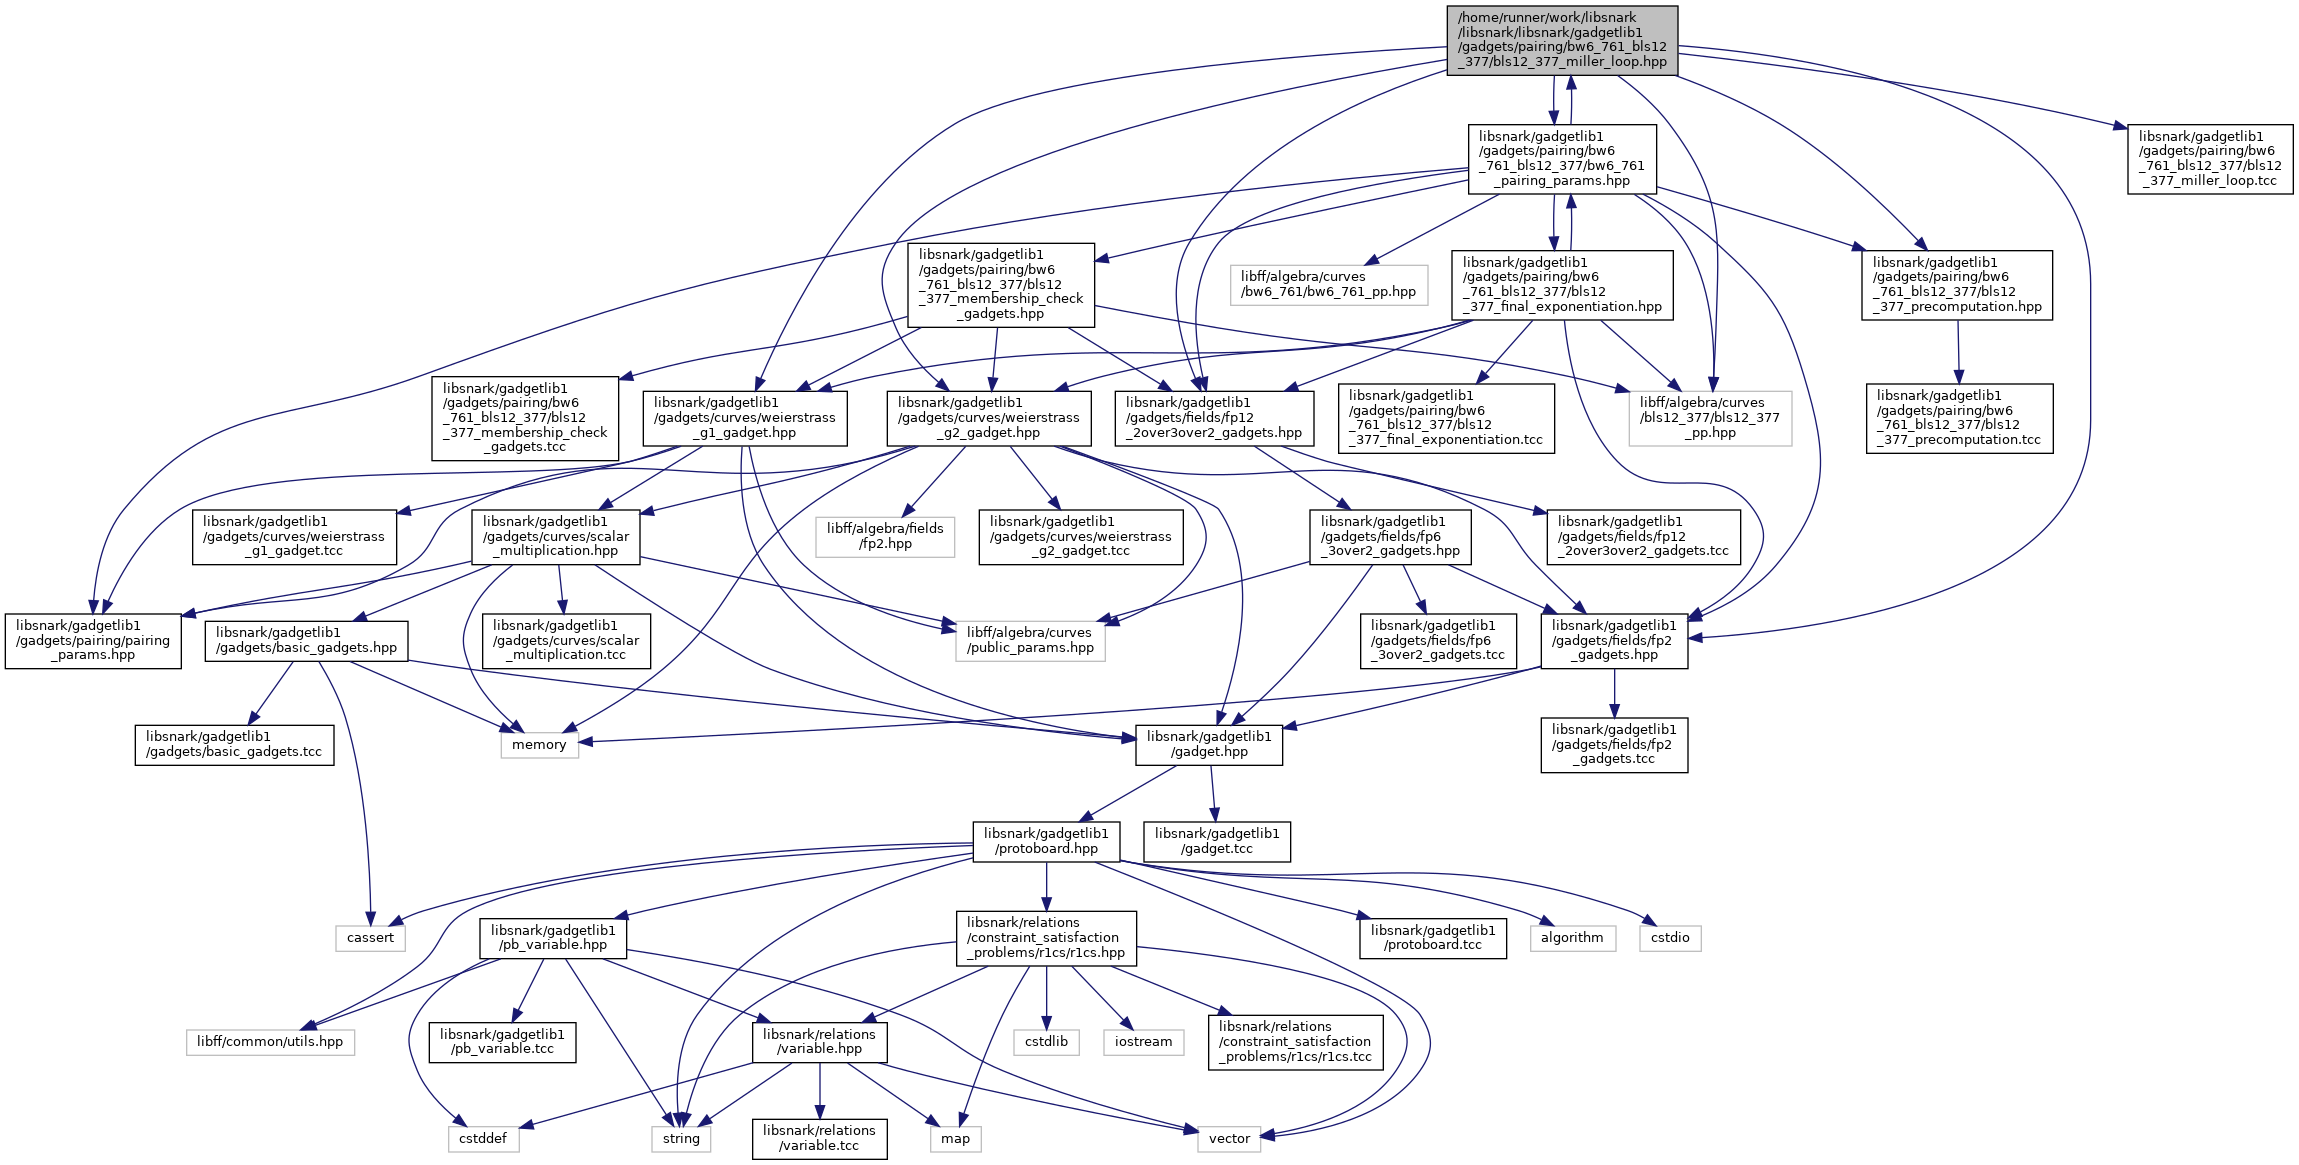 /home/runner/work/libsnark
/libsnark/libsnark/gadgetlib1
/gadgets/pairing/bw6_761_bls12
_377/bls12_377_miller_loop.hpp
libsnark/gadgetlib1
/gadgets/pairing/bw6
_761_bls12_377/bw6_761
_pairing_params.hpp
libsnark/gadgetlib1
/gadgets/pairing/bw6
_761_bls12_377/bls12
_377_miller_loop.tcc
libsnark/gadgetlib1
/gadgets/pairing/bw6
_761_bls12_377/bls12
_377_membership_check
_gadgets.hpp
libff/algebra/curves
/bw6_761/bw6_761_pp.hpp
libsnark/gadgetlib1
/gadgets/pairing/bw6
_761_bls12_377/bls12
_377_final_exponentiation.hpp
libsnark/gadgetlib1
/gadgets/pairing/bw6
_761_bls12_377/bls12
_377_precomputation.hpp
libsnark/gadgetlib1
/gadgets/pairing/bw6
_761_bls12_377/bls12
_377_membership_check
_gadgets.tcc
libsnark/gadgetlib1
/gadgets/curves/weierstrass
_g1_gadget.hpp
libsnark/gadgetlib1
/gadgets/curves/weierstrass
_g2_gadget.hpp
libsnark/gadgetlib1
/gadgets/fields/fp12
_2over3over2_gadgets.hpp
libsnark/gadgetlib1
/gadgets/pairing/bw6
_761_bls12_377/bls12
_377_final_exponentiation.tcc
libff/algebra/curves
/bls12_377/bls12_377
_pp.hpp
libsnark/gadgetlib1
/gadgets/pairing/bw6
_761_bls12_377/bls12
_377_precomputation.tcc
libsnark/gadgetlib1
/gadgets/curves/weierstrass
_g1_gadget.tcc
libsnark/gadgetlib1
/gadgets/curves/scalar
_multiplication.hpp
libff/algebra/fields
/fp2.hpp
libsnark/gadgetlib1
/gadgets/curves/weierstrass
_g2_gadget.tcc
libsnark/gadgetlib1
/gadgets/fields/fp6
_3over2_gadgets.hpp
libsnark/gadgetlib1
/gadgets/fields/fp12
_2over3over2_gadgets.tcc
libsnark/gadgetlib1
/gadgets/pairing/pairing
_params.hpp
libsnark/gadgetlib1
/gadgets/basic_gadgets.hpp
libsnark/gadgetlib1
/gadgets/curves/scalar
_multiplication.tcc
libff/algebra/curves
/public_params.hpp
libsnark/gadgetlib1
/gadgets/fields/fp6
_3over2_gadgets.tcc
libsnark/gadgetlib1
/gadgets/fields/fp2
_gadgets.hpp
libsnark/gadgetlib1
/gadgets/basic_gadgets.tcc
memory
libsnark/gadgetlib1
/gadget.hpp
libsnark/gadgetlib1
/gadgets/fields/fp2
_gadgets.tcc
libsnark/gadgetlib1
/protoboard.hpp
libsnark/gadgetlib1
/gadget.tcc
cassert
libsnark/gadgetlib1
/pb_variable.hpp
libsnark/relations
/constraint_satisfaction
_problems/r1cs/r1cs.hpp
libsnark/gadgetlib1
/protoboard.tcc
algorithm
cstdio
libff/common/utils.hpp
libsnark/gadgetlib1
/pb_variable.tcc
libsnark/relations
/variable.hpp
cstdlib
iostream
libsnark/relations
/constraint_satisfaction
_problems/r1cs/r1cs.tcc
cstddef
string
libsnark/relations
/variable.tcc
map
vector